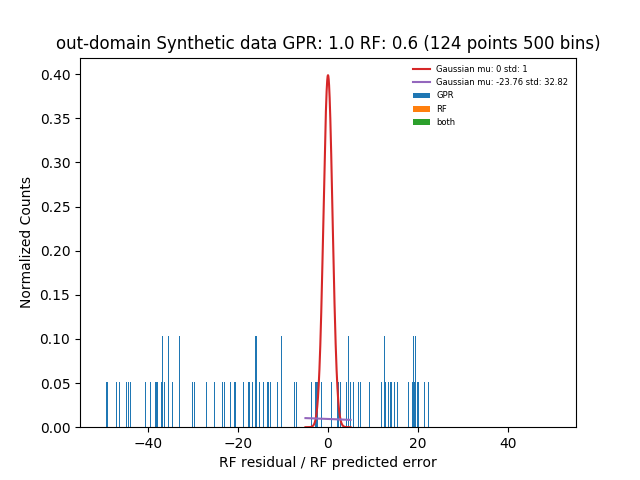 out-domain Synthetic data GPR: 1.0 RF: 0.6 (124 points 500 bins)
Gaussian mu: 0 std: 1
Gaussian mu: -23.76 std: 32.82
GPR
RF
both
0.40
0.35
0.30
0.25
0.20
0.15
0.10
0.05
0.00
Normalized Counts
−40
−20
0
20
40
RF residual / RF predicted error